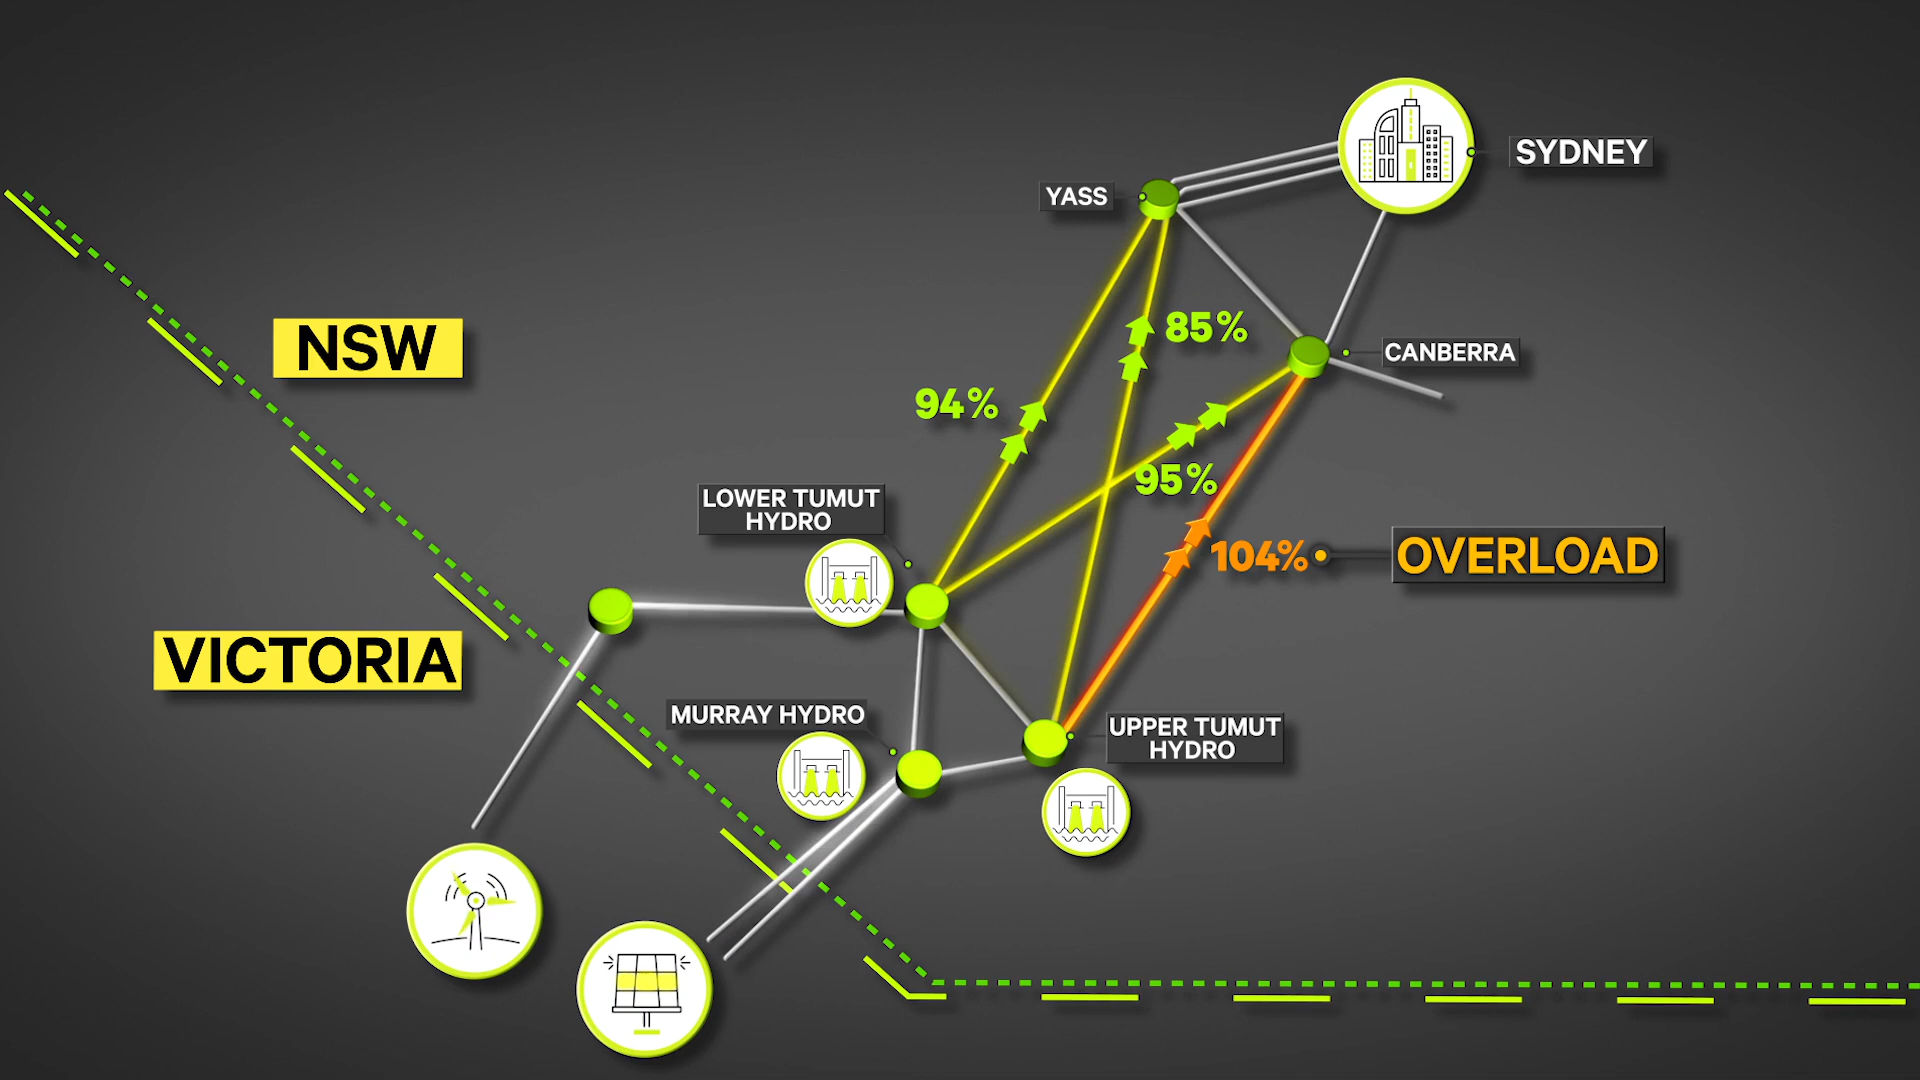 SYDNEY
YASS
85%
NSW
CANBERRA
94%
95%
LOWER TUMUT
HYDRO
104%
OVERLOAD
VICTORIA
MURRAY HYDRO
UPPER TUMUT
HYDRO